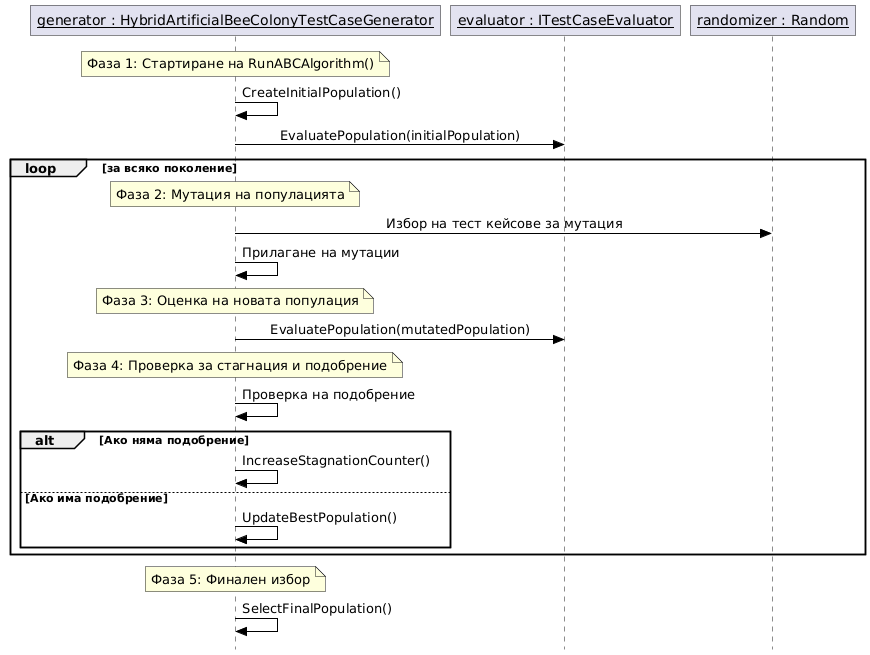 generator : HybridArtificialBeeColonyTestCaseGenerator
evaluator : ITestCaseEvaluator
randomizer : Random
Фаза 1: Стартиране на RunABCAlgorithm()
CreateInitialPopulation()
EvaluatePopulation(initialPopulation)
loop
[за всяко поколение]
Фаза 2: Мутация на популацията
Избор на тест кейсове за мутация
Прилагане на мутации
Фаза 3: Оценка на новата популация
EvaluatePopulation(mutatedPopulation)
Фаза 4: Проверка за стагнация и подобрение
Проверка на подобрение
alt
[Ако няма подобрение]
IncreaseStagnationCounter()
[Ако има подобрение]
UpdateBestPopulation()
Фаза 5: Финален избор
SelectFinalPopulation()